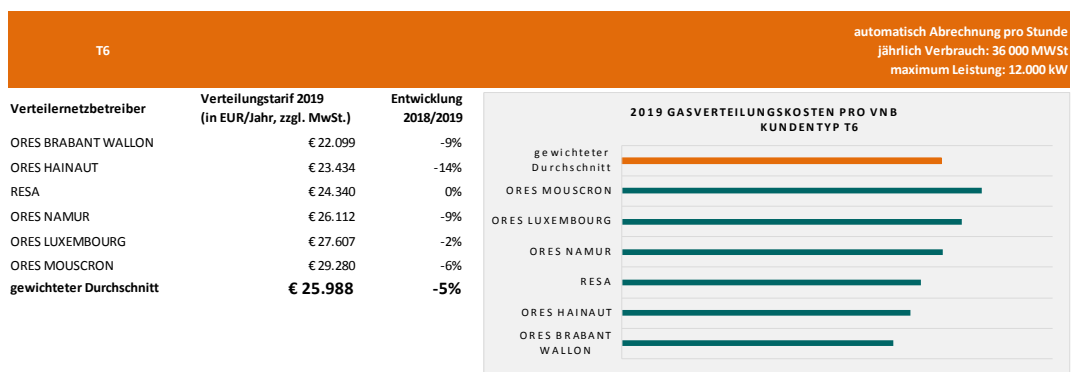 T6
automatisch Abrechnung pro Stunde
jährlich Verbrauch: 36 000 MWSt
maximum Leistung: 12.000 kW
Verteilernetzbetreiber
Verteilungstarif 2019
(in EUR/Jahr, zzgl. MwSt.)
Entwicklung
2018/2019
ORES BRABANT WALLON € 22.099 -9%
ORES HAINAUT € 23.434 -14%
RESA € 24.340 0%
ORES NAMUR € 26.112 -9%
ORES LUXEMBOURG € 27.607 -2%
ORES MOUSCRON € 29.280 -6%
gewichteter Durchschnitt € 25.988 -5%
2019 GASVERTEILUNGSKOSTEN PRO VNB
KUNDENTYP T6
gewichteter
Durchschnitt
ORES MOUSCRON
ORES LUXEMBOURG
ORES NAMUR
RESA
ORES HAINAUT
ORES BRABANT
WALLON